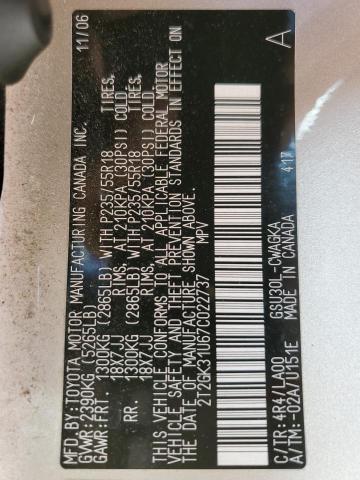 MFD.BY:TOYOTA MOTOR MANUFACTURING CANADA INC. 11/06
GVWR:2390KG (5265LB)
GAWR:FRT. 1300KG (2865LB) WITH P235/55R18 TIRES,
18X7JJ RIMS, AT 210KPA (30PSI) COLD.
RR. 1300KG (2865LB) WITH P235/55R18 TIRES,
18X7JJ RIMS, AT 210KPA (30PSI) COLD.
THIS VEHICLE CONFORMS TO ALL APPLICABLE FEDERAL MOTOR
VEHICLE SAFETY AND THEFT PREVENTION STANDARDS IN EFFECT ON
THE DATE OF MANUFACTURE SHOWN ABOVE.
2T2GK31U67C022737 MPV
A
C/TR:4R4/LA00 GSU30L-CWAGKA 417
A/TM:-02A/U151E MADE IN CANADA